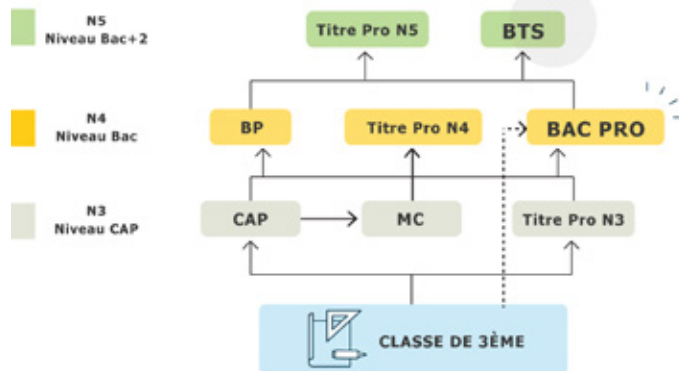 N5
Niveau Bac+2
Titre Pro N5
BTS
N4
Niveau Bac
BP
Titre Pro N4
BAC PRO
N3
Niveau CAP
CAP
MC
Titre Pro N3
CLASSE DE 3ÈME